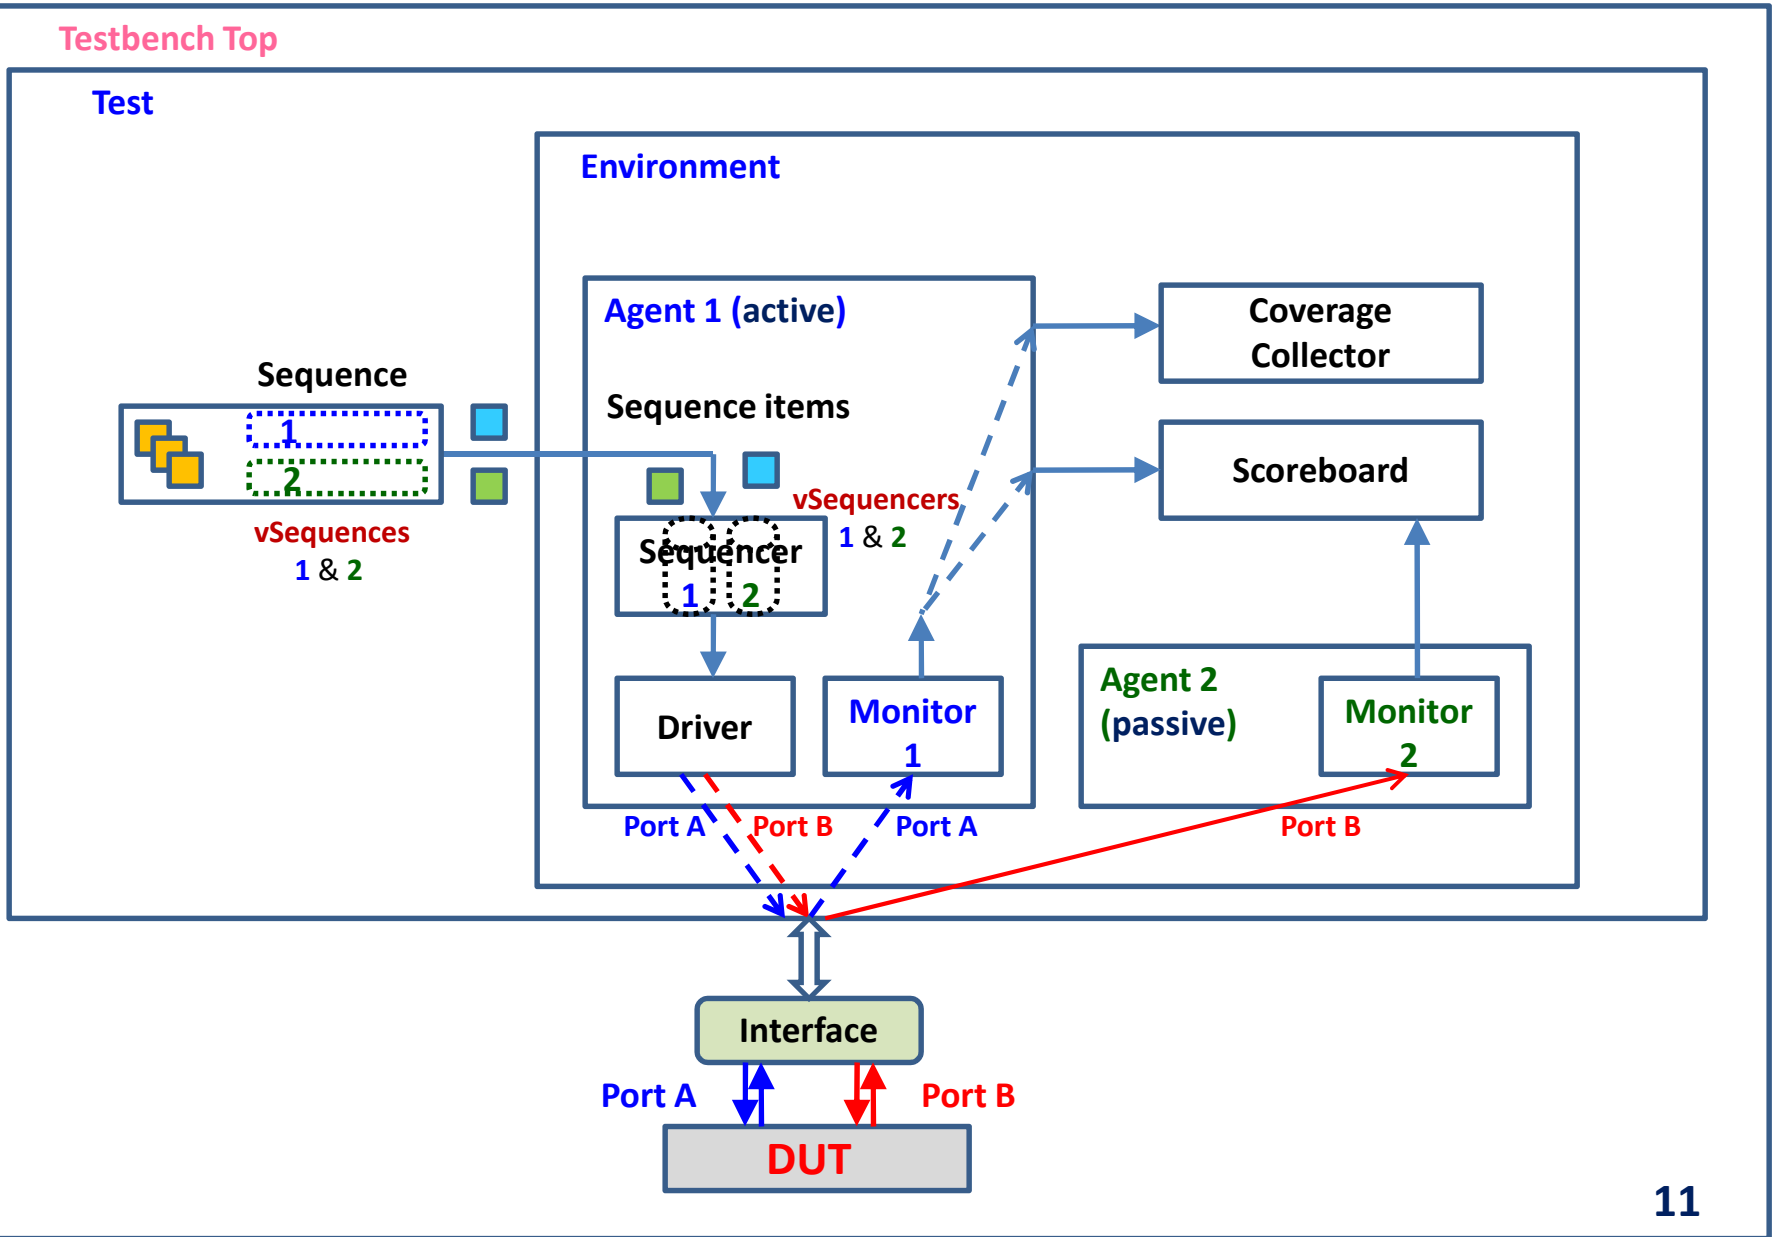 Testbench Top
Test
Environment
Agent 1 (active)
Coverage
Collector
Sequence
1
2
vSequences
1 & 2
Sequence items
vSequencers
1 & 2
Sequencer
1 2
Scoreboard
Driver
Monitor
1
Agent 2
(passive)
Monitor
2
Port A
Port B
Port A
Port B
Interface
Port A
Port B
DUT
11